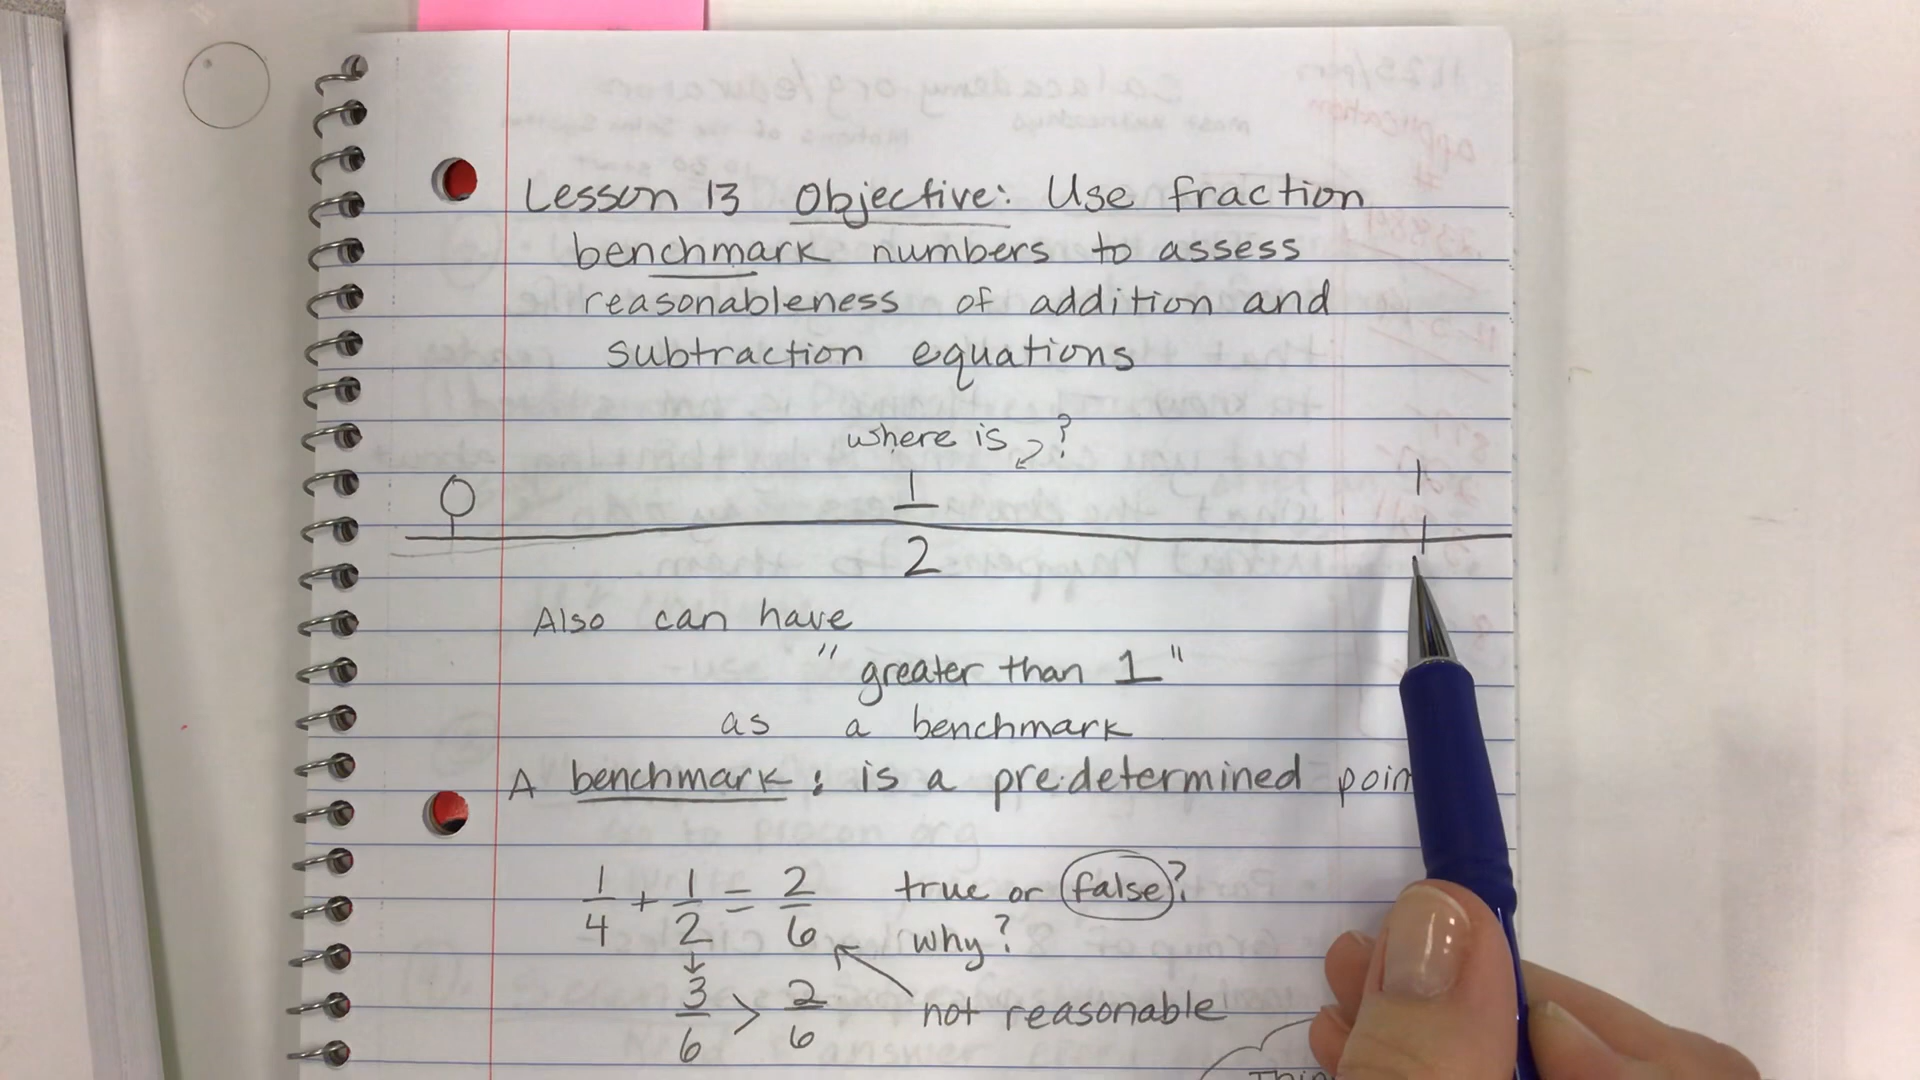 Lesson 13 Objective: Use fraction
benchmark numbers to assess
reasonableness of addition and
subtraction equations
where is ?
0 1/2 1
Also can have
"greater than 1"
as a benchmark
A benchmark: is a pre-determined poin
1/4 + 1/2 = 2/6 true or false?
why?
3/6 > 2/6 not reasonable